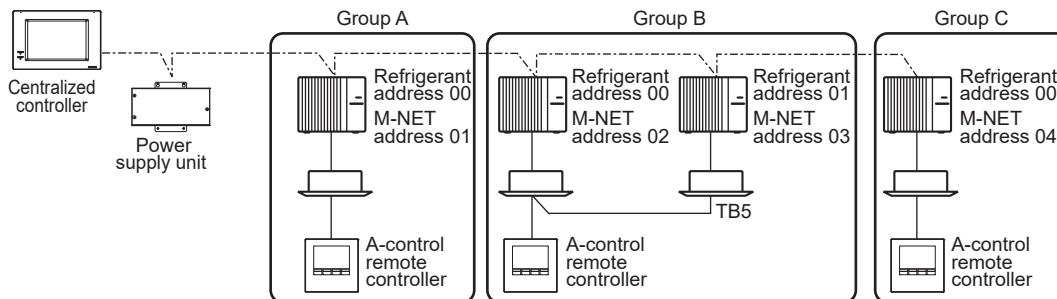 Group A
Group B
Group C
Centralized
controller
Power
supply unit
Refrigerant
address 00
M-NET
address 01
Refrigerant
address 00
M-NET
address 02
Refrigerant
address 01
M-NET
address 03
Refrigerant
address 00
M-NET
address 04
TB5
A-control
remote
controller
A-control
remote
controller
A-control
remote
controller